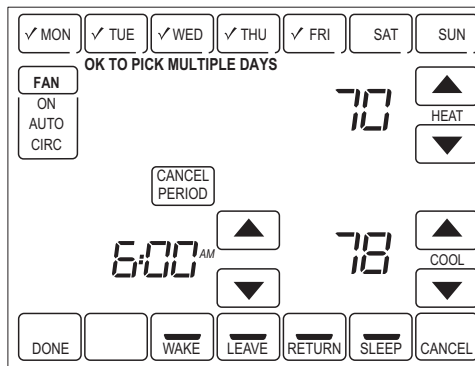 ✓ MON ✓ TUE ✓ WED ✓ THU ✓ FRI SAT SUN
OK TO PICK MULTIPLE DAYS
FAN
ON
AUTO
CIRC
70
HEAT
CANCEL
PERIOD
6:00 AM
78
COOL
DONE WAKE LEAVE RETURN SLEEP CANCEL